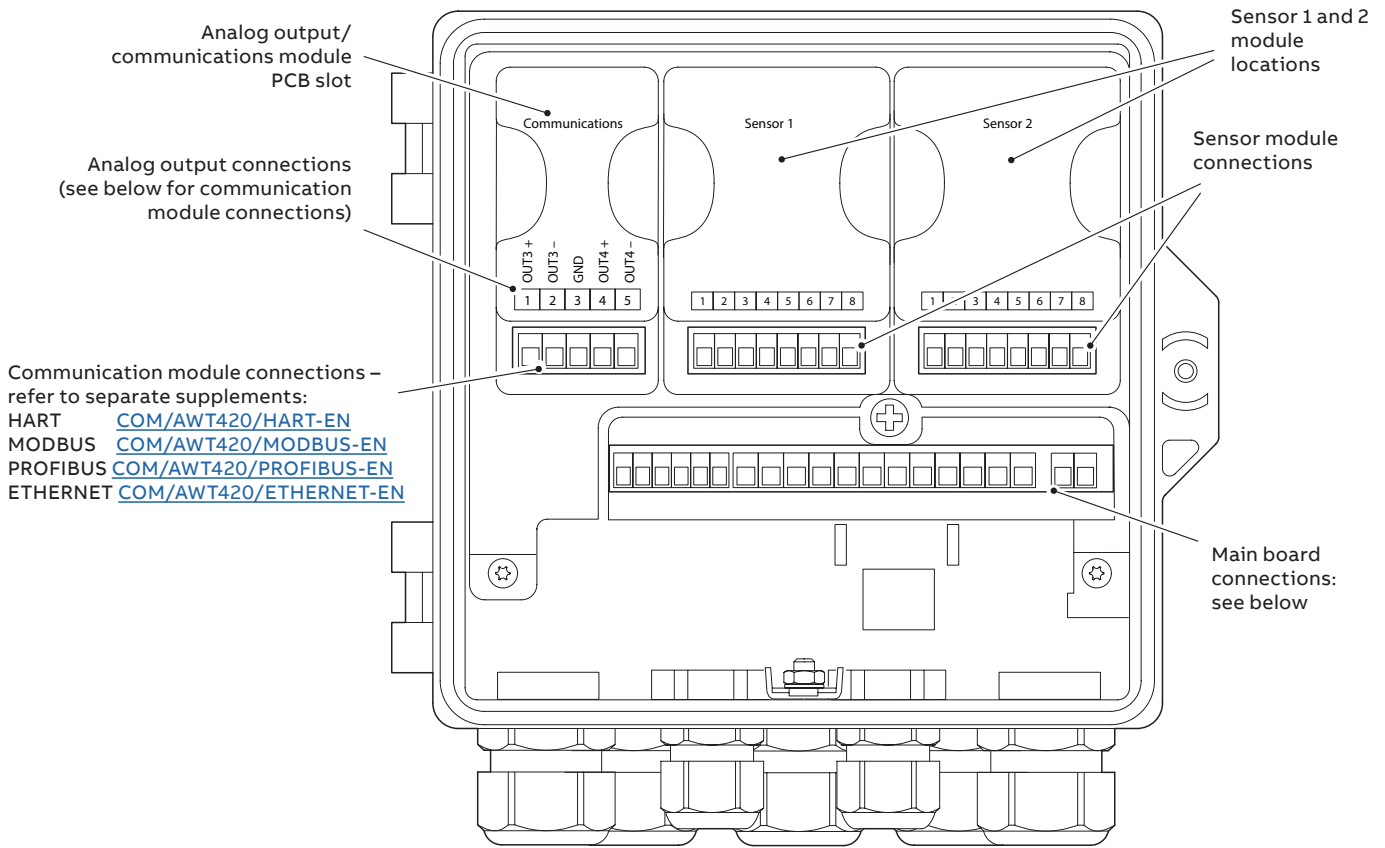 Analog output/
communications module
PCB slot
Sensor 1 and 2
module
locations
Communications
Sensor 1
Sensor 2
Analog output connections
(see below for communication
module connections)
Sensor module
connections
OUT3 +
OUT3 –
GND
OUT4 +
OUT4 –
1 2 3 4 5
1 2 3 4 5 6 7 8
1 2 3 4 5 6 7 8
Communication module connections –
refer to separate supplements:
HART COM/AWT420/HART-EN
MODBUS COM/AWT420/MODBUS-EN
PROFIBUS COM/AWT420/PROFIBUS-EN
ETHERNET COM/AWT420/ETHERNET-EN
Main board
connections:
see below